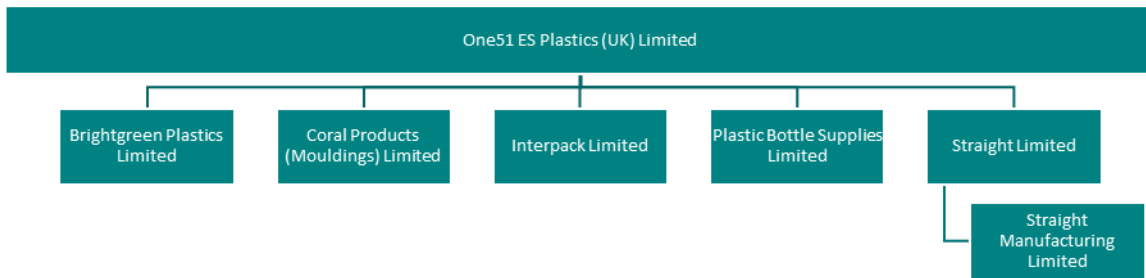 One51 ES Plastics (UK) Limited
Brightgreen Plastics
Limited
Coral Products
(Mouldings) Limited
Interpack Limited
Plastic Bottle Supplies
Limited
Straight Limited
Straight
Manufacturing
Limited